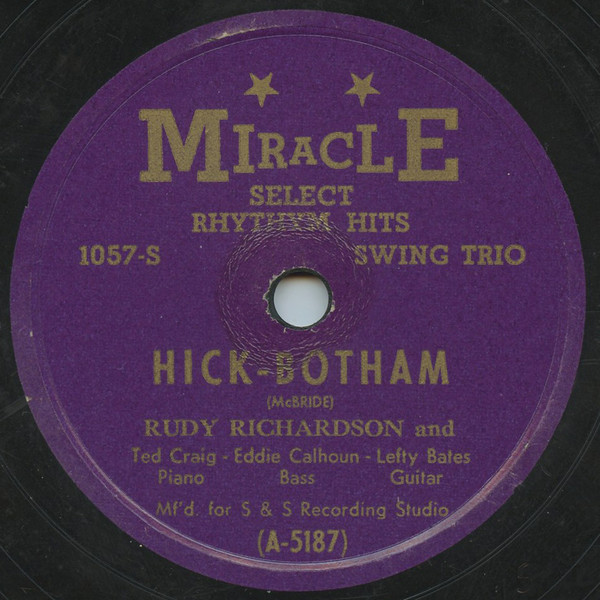 MIRACLE
SELECT
RHYTHYM HITS
1057-S SWING TRIO
HICK-BOTHAM
(McBRIDE)
RUDY RICHARDSON and
Ted Craig - Eddie Calhoun - Lefty Bates
Piano Bass Guitar
Mf'd. for S & S Recording Studio
(A-5187)